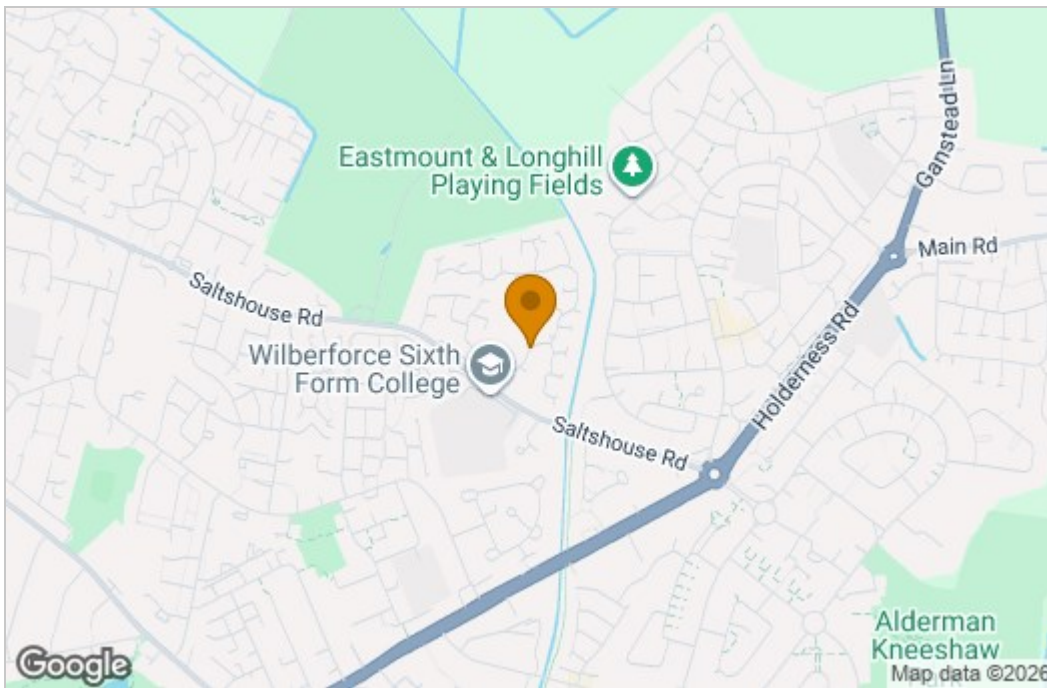 Ganstead Ln
Eastmount & Longhill
Playing Fields
Main Rd
Saltshouse Rd
Holderness Rd
Wilberforce Sixth
Form College
Saltshouse Rd
Alderman
Kneeshaw
Park
Google
Map data ©2026